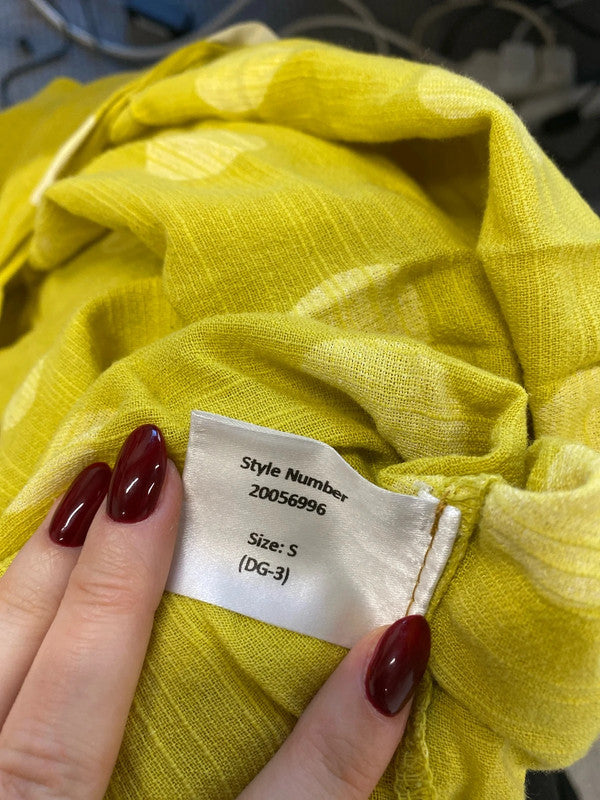 Style Number
20056996
Size: S
(DG-3)